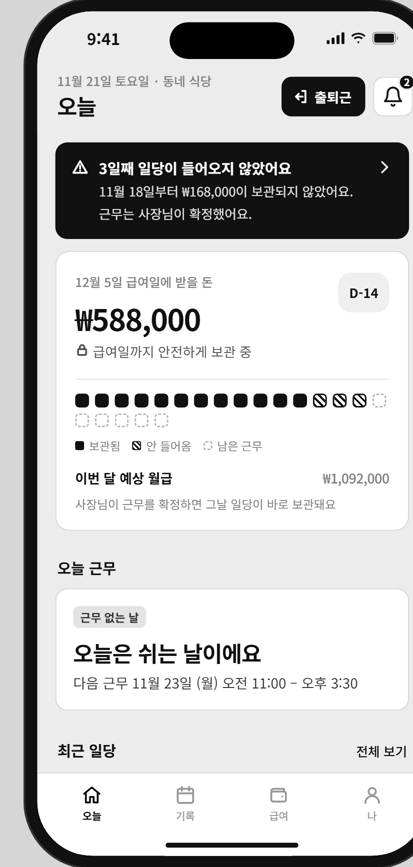 9:41
11월 21일 토요일 · 동네 식당
오늘
출퇴근
2
3일째 일당이 들어오지 않았어요
11월 18일부터 ₩168,000이 보관되지 않았어요.
근무는 사장님이 확정했어요.
12월 5일 급여일에 받을 돈
D-14
₩588,000
급여일까지 안전하게 보관 중
보관됨 안 들어옴 남은 근무
이번 달 예상 월급 ₩1,092,000
사장님이 근무를 확정하면 그날 일당이 바로 보관돼요
오늘 근무
근무 없는 날
오늘은 쉬는 날이에요
다음 근무 11월 23일 (월) 오전 11:00 – 오후 3:30
최근 일당 전체 보기
오늘 기록 급여 나